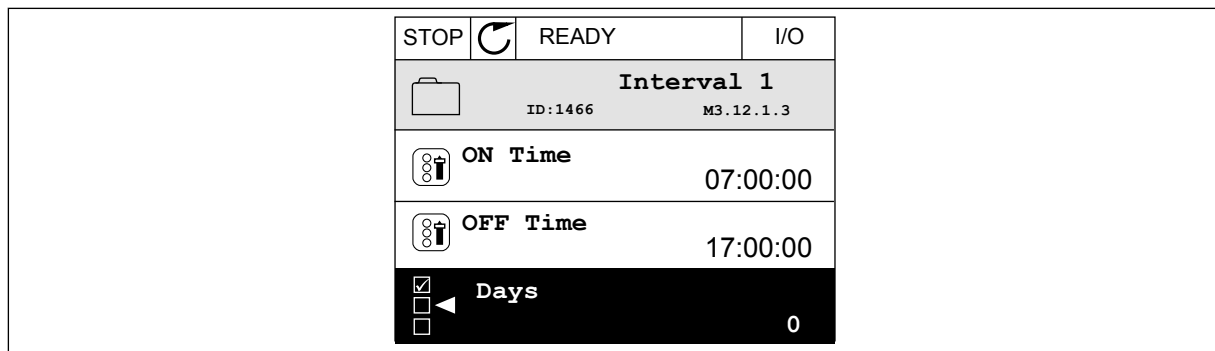 STOP READY I/O
Interval 1
ID:1466 M3.12.1.3
ON Time
07:00:00
OFF Time
17:00:00
Days
0